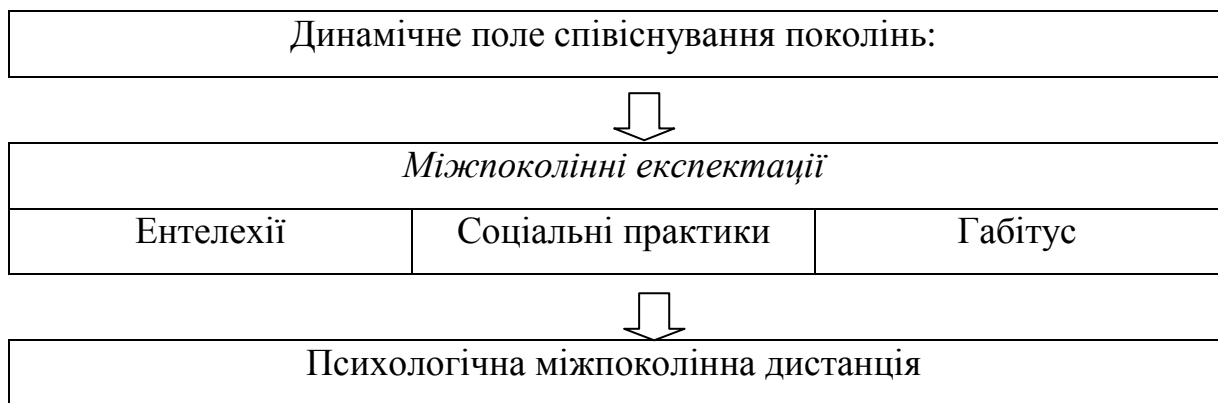 Динамічне поле співіснування поколінь:
Міжпоколінні експектації
Ентелехії Соціальні практики Габітус
Психологічна міжпоколінна дистанція